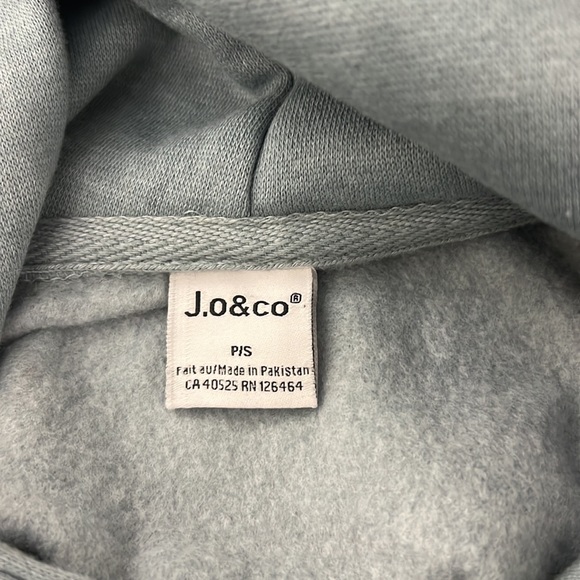 J.o&co®
P/S
Fait au/Made in Pakistan
CA 40525 RN 126464